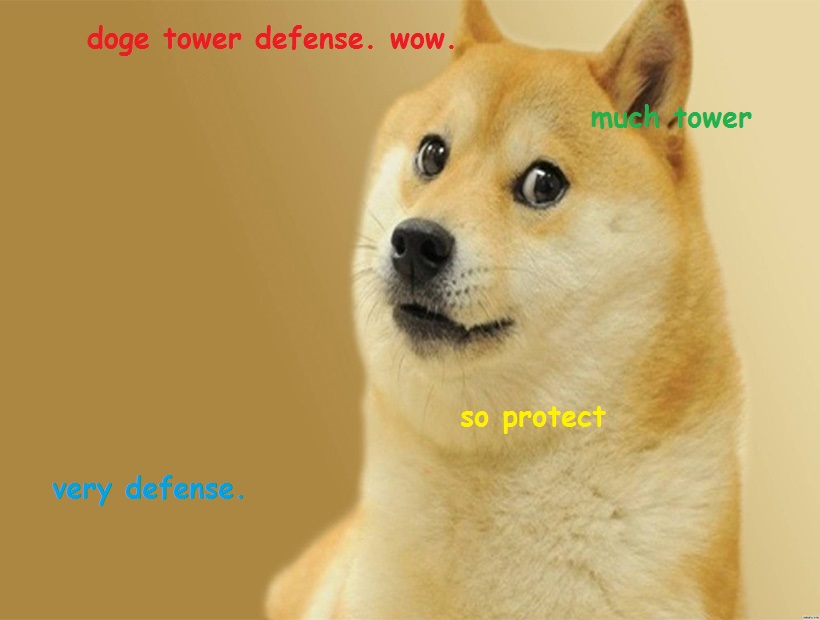 doge tower defense. wow.
much tower
so protect
very defense.